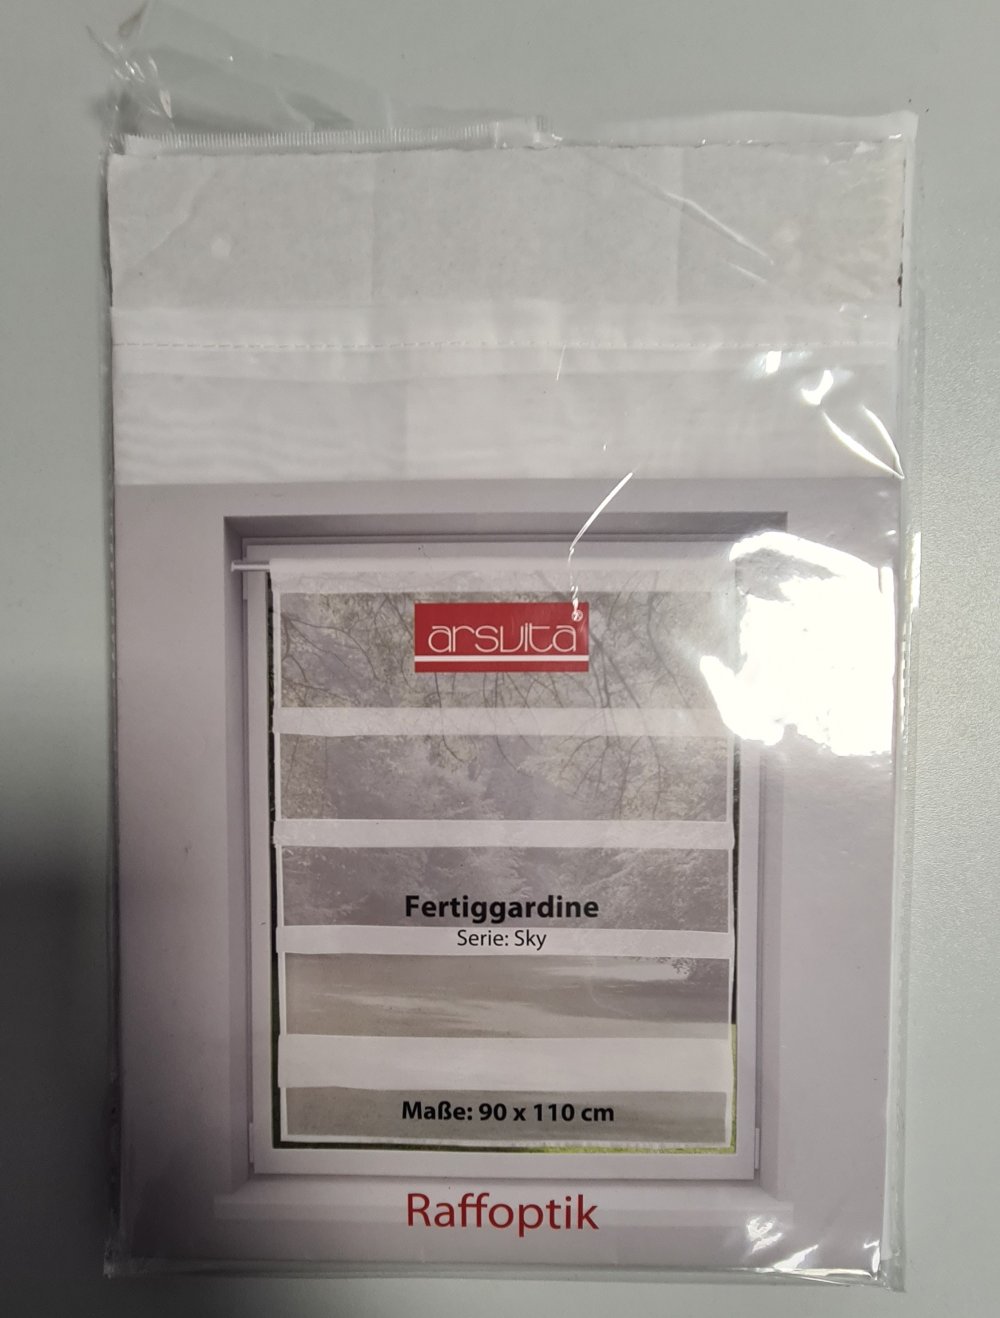 arsvita®
Fertiggardine
Serie: Sky
Maße: 90 x 110 cm
Raffoptik